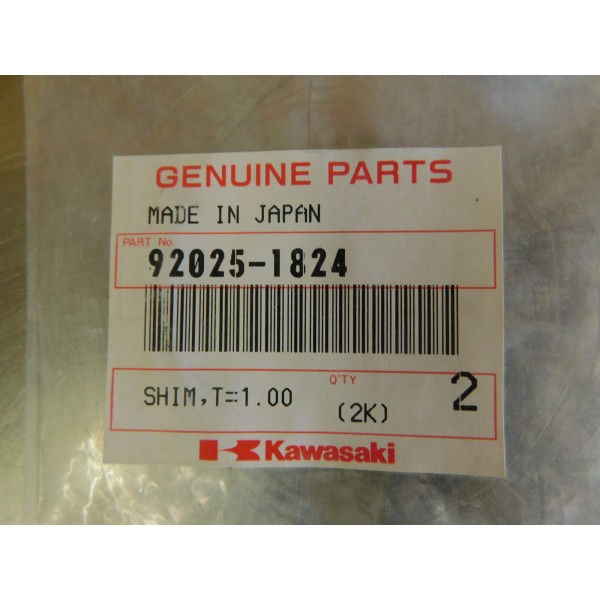 GENUINE PARTS
MADE IN JAPAN
PART No.
92025-1824
SHIM,T=1.00
Q'TY
(2K)
2
Kawasaki